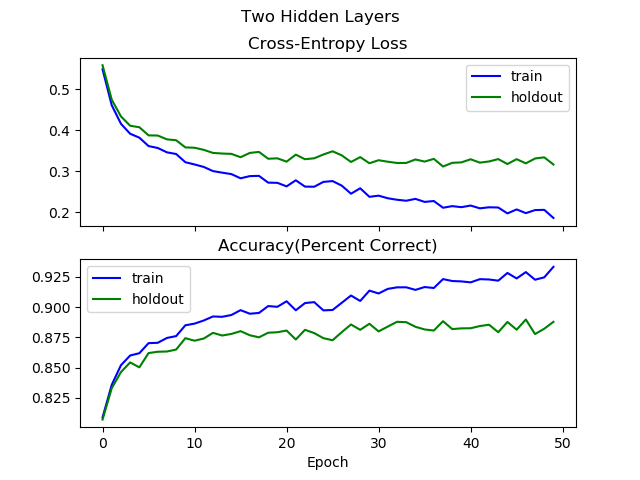 Two Hidden Layers
Cross-Entropy Loss
0.5
0.4
0.3
0.2
train
holdout
Accuracy(Percent Correct)
0.925
0.900
0.875
0.850
0.825
train
holdout
0 10 20 30 40 50
Epoch